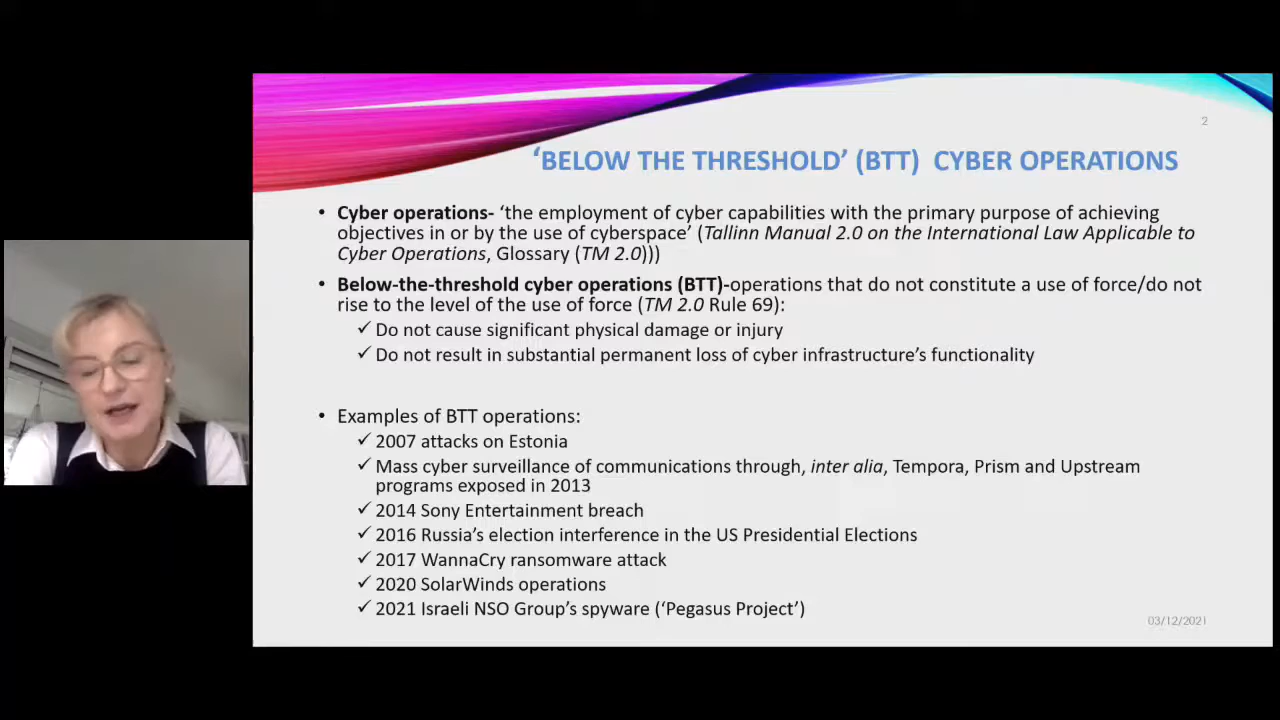 2
‘BELOW THE THRESHOLD’ (BTT) CYBER OPERATIONS
• Cyber operations- ‘the employment of cyber capabilities with the primary purpose of achieving
objectives in or by the use of cyberspace’ (Tallinn Manual 2.0 on the International Law Applicable to
Cyber Operations, Glossary (TM 2.0)))
• Below-the-threshold cyber operations (BTT)-operations that do not constitute a use of force/do not
rise to the level of the use of force (TM 2.0 Rule 69):
✓ Do not cause significant physical damage or injury
✓ Do not result in substantial permanent loss of cyber infrastructure’s functionality
• Examples of BTT operations:
✓ 2007 attacks on Estonia
✓ Mass cyber surveillance of communications through, inter alia, Tempora, Prism and Upstream
programs exposed in 2013
✓ 2014 Sony Entertainment breach
✓ 2016 Russia’s election interference in the US Presidential Elections
✓ 2017 WannaCry ransomware attack
✓ 2020 SolarWinds operations
✓ 2021 Israeli NSO Group’s spyware (‘Pegasus Project’)
03/12/2021